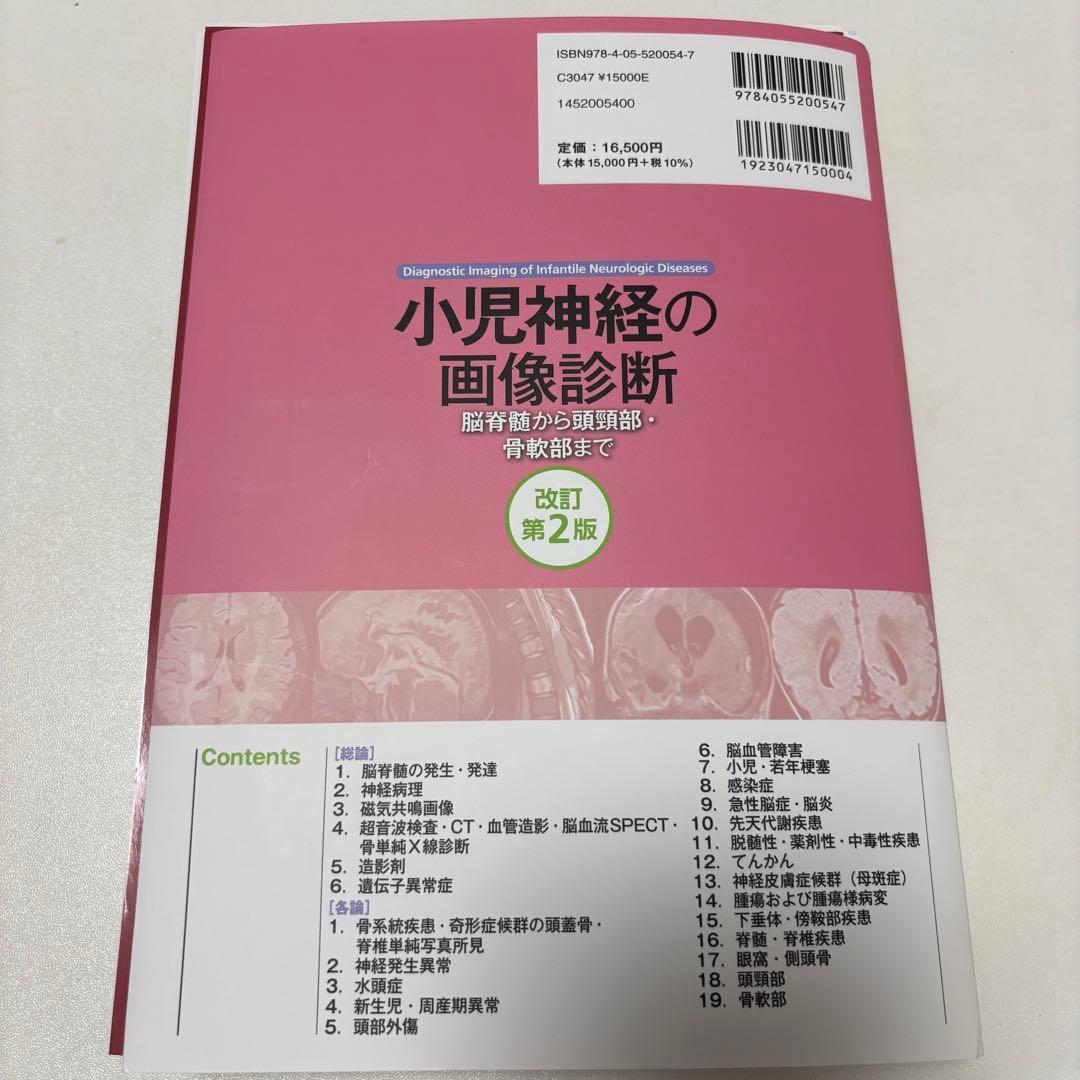 ISBN978-4-05-520054-7
C3047 ¥15000E
1452005400
定価：16,500円
（本体15,000円＋税10%）
9784055200547
1923047150004
Diagnostic Imaging of Infantile Neurologic Diseases
小児神経の
画像診断
脳脊髄から頭頸部・
骨軟部まで
改訂
第2版
Contents
［総論］
1. 脳脊髄の発生・発達
2. 神経病理
3. 磁気共鳴画像
4. 超音波検査・CT・血管造影・脳血流SPECT・
骨単純X線診断
5. 造影剤
6. 遺伝子異常症
［各論］
1. 骨系統疾患・奇形症候群の頭蓋骨・
脊椎単純写真所見
2. 神経発生異常
3. 水頭症
4. 新生児・周産期異常
5. 頭部外傷
6. 脳血管障害
7. 小児・若年梗塞
8. 感染症
9. 急性脳症・脳炎
10. 先天代謝疾患
11. 脱髄性・薬剤性・中毒性疾患
12. てんかん
13. 神経皮膚症候群（母斑症）
14. 腫瘍および腫瘍様病変
15. 下垂体・傍鞍部疾患
16. 脊髄・脊椎疾患
17. 眼窩・側頭骨
18. 頭頸部
19. 骨軟部